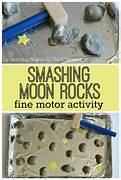 SMASHING
MOON ROCKS
fine motor activity